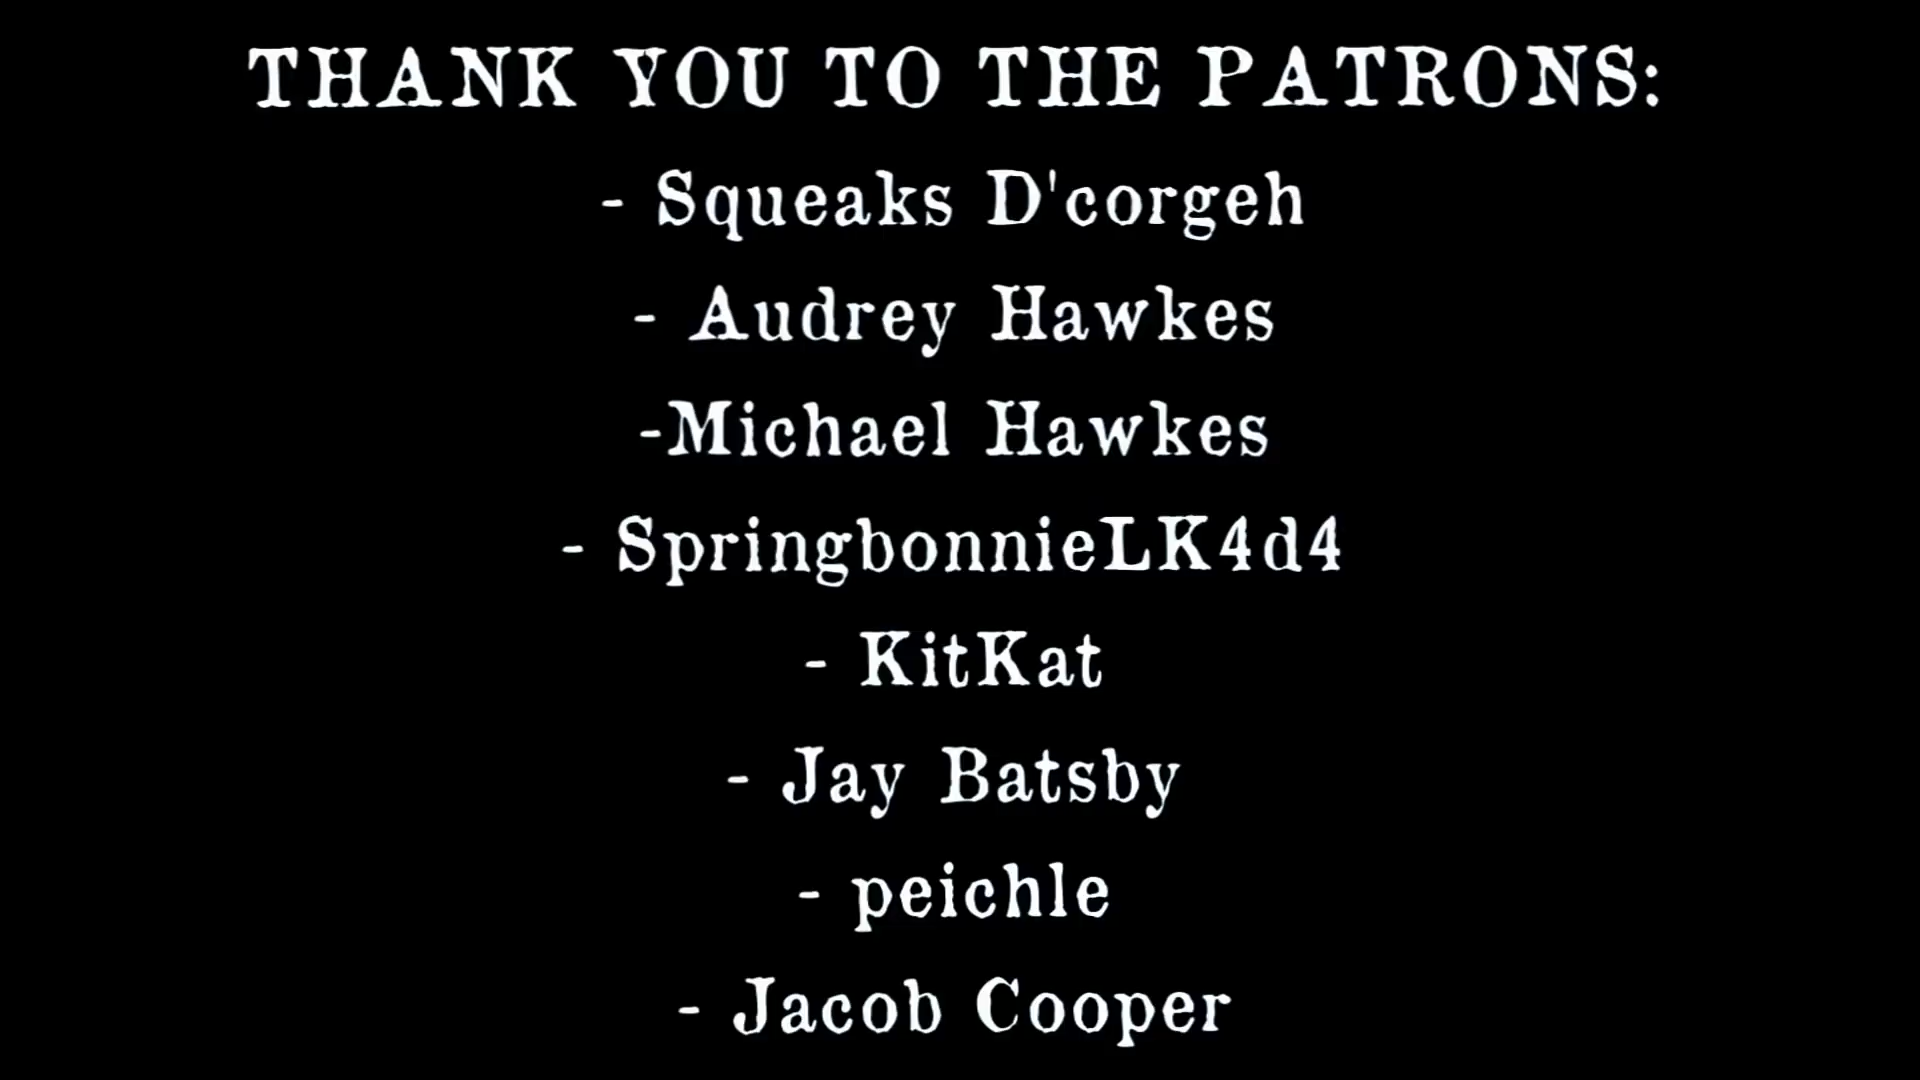 THANK YOU TO THE PATRONS:
- Squeaks D'corgeh
- Audrey Hawkes
-Michael Hawkes
- SpringbonnieLK4d4
- KitKat
- Jay Batsby
- peichle
- Jacob Cooper